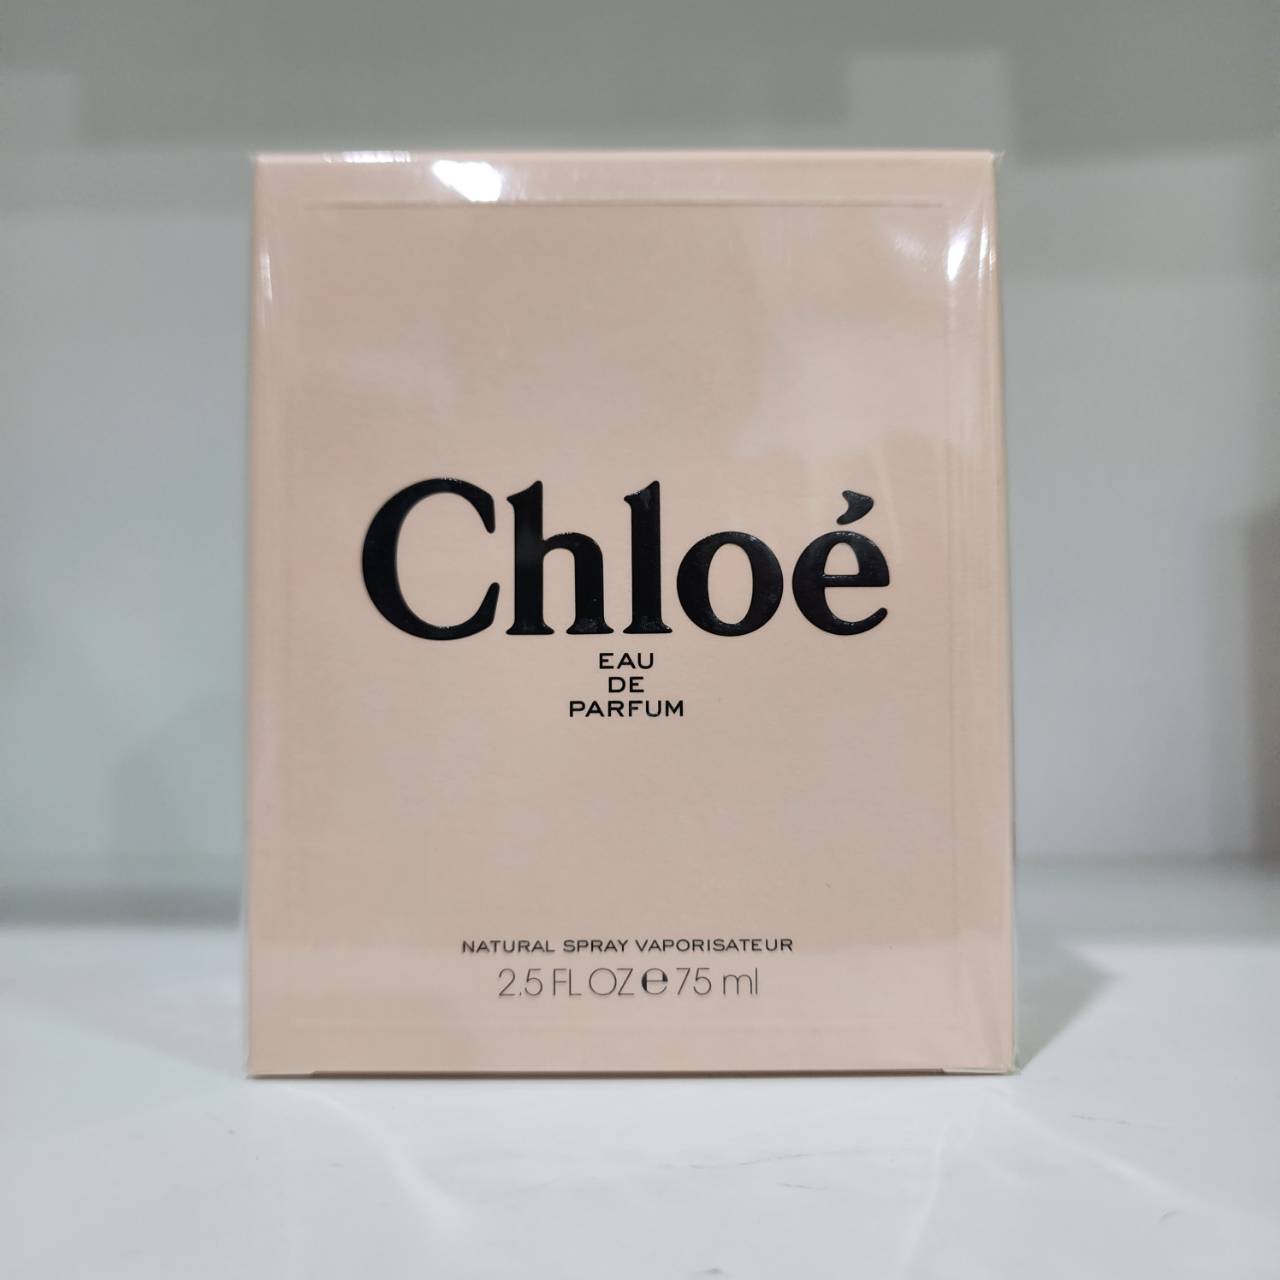 Chloé
EAU
DE
PARFUM
NATURAL SPRAY VAPORISATEUR
2.5 FL OZ ℮ 75 ml